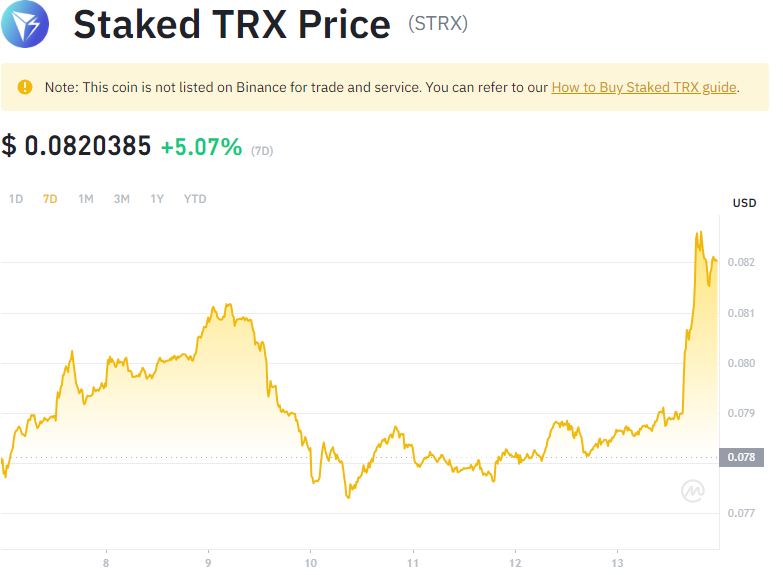 Staked TRX Price (STRX)
Note: This coin is not listed on Binance for trade and service. You can refer to our How to Buy Staked TRX guide.
$ 0.0820385 +5.07% (7D)
1D 7D 1M 3M 1Y YTD
USD
0.082
0.081
0.080
0.079
0.078
0.077
8 9 10 11 12 13